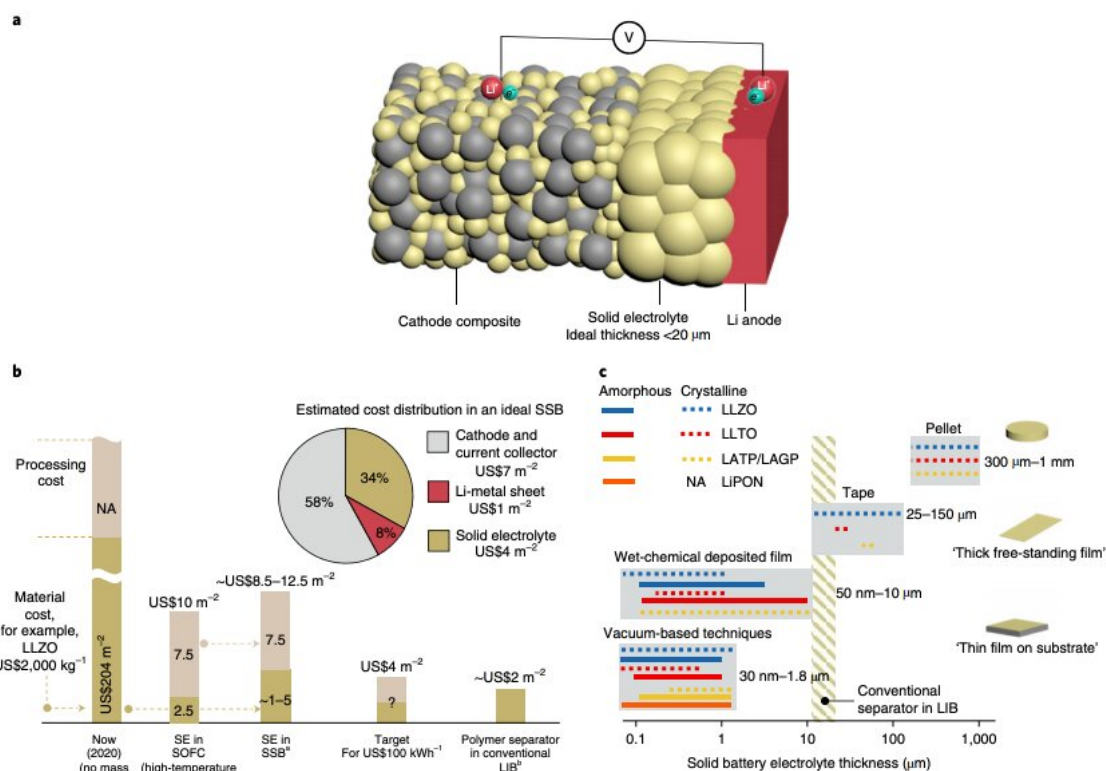 a
V
Li+
e-
Li+
e-
Cathode composite
Solid electrolyte
Ideal thickness <20 μm
Li anode
b
Estimated cost distribution in an ideal SSB
34%
58%
8%
Cathode and
current collector
US$7 m−2
Li-metal sheet
US$1 m−2
Solid electrolyte
US$4 m−2
Processing
cost
NA
Material
cost,
for example,
LLZO
US$2,000 kg−1
US$204 m−2
US$10 m−2
7.5
2.5
~US$8.5–12.5 m−2
7.5
~1–5
US$4 m−2
?
~US$2 m−2
Now
(2020)
(no mass
SE in
SOFC
(high-temperature
SE in
SSBa
Target
For US$100 kWh−1
Polymer separator
in conventional
LIBb
c
Amorphous Crystalline
LLZO
LLTO
LATP/LAGP
NA LiPON
Pellet
300 μm–1 mm
Tape
25–150 μm
'Thick free-standing film'
Wet-chemical deposited film
50 nm–10 μm
'Thin film on substrate'
Vacuum-based techniques
30 nm–1.8 μm
Conventional
separator in LIB
0.1 1 10 100 1,000
Solid battery electrolyte thickness (μm)